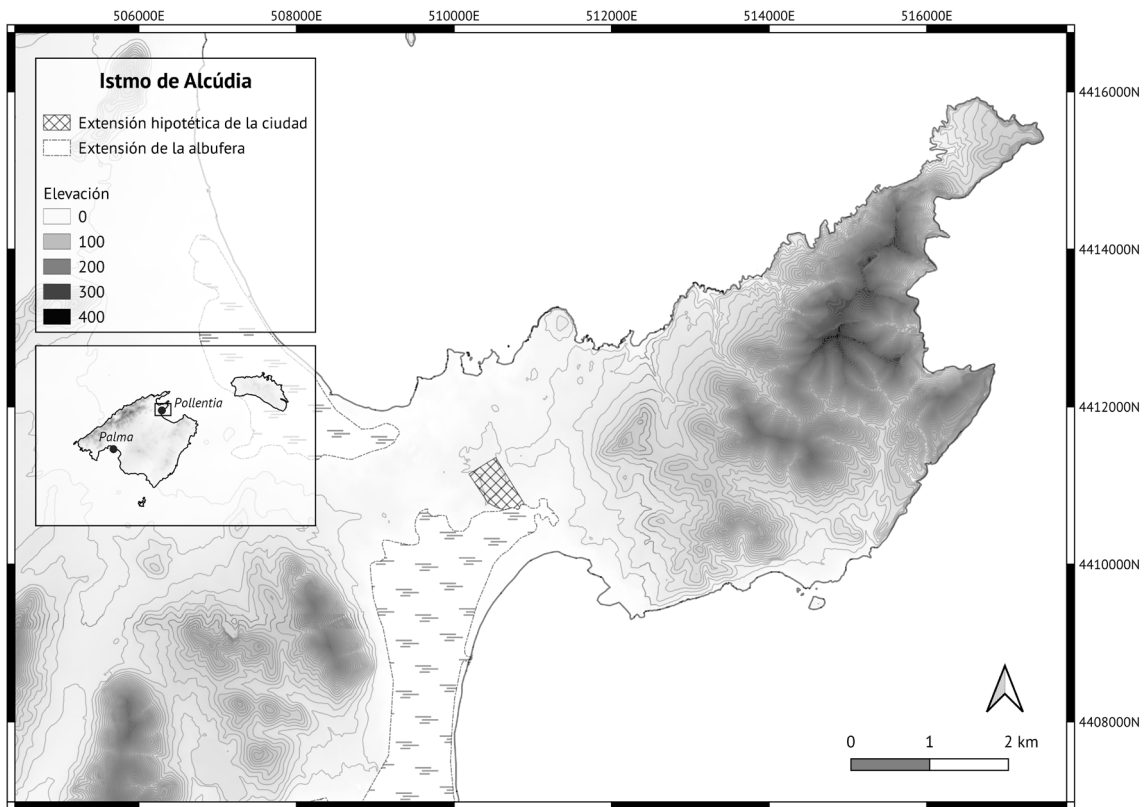 506000E 508000E 510000E 512000E 514000E 516000E
Istmo de Alcúdia
Extensión hipotética de la ciudad
Extensión de la albufera
Elevación
0
100
200
300
400
Pollentia
Palma
4416000N
4414000N
4412000N
4410000N
4408000N
0 1 2 km